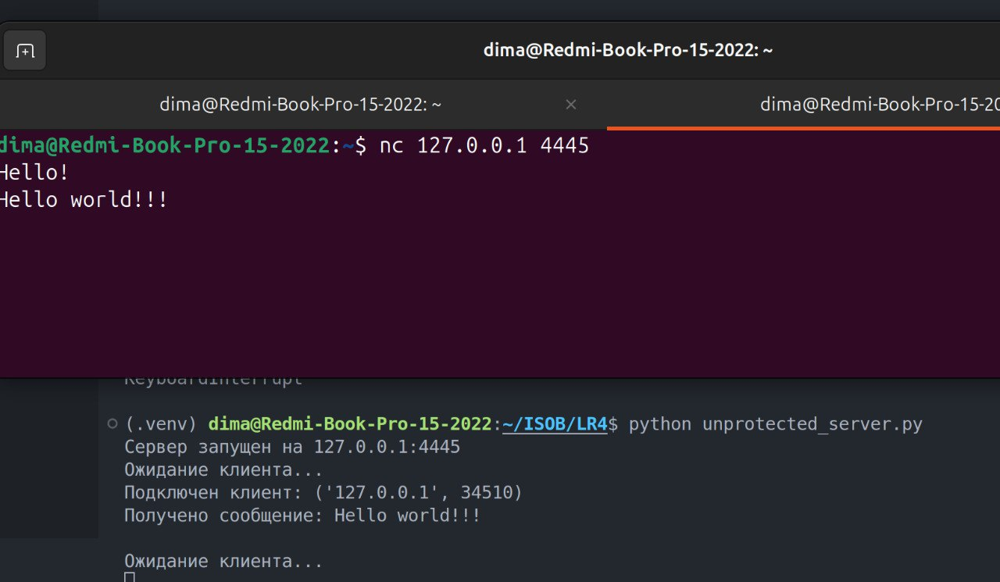 dima@Redmi-Book-Pro-15-2022: ~
dima@Redmi-Book-Pro-15-2022: ~
dima@Redmi-Book-Pro-15-20
dima@Redmi-Book-Pro-15-2022:~$ nc 127.0.0.1 4445
Hello!
Hello world!!!
KeyboardInterrupt
(.venv) dima@Redmi-Book-Pro-15-2022:~/ISOB/LR4$ python unprotected_server.py
Сервер запущен на 127.0.0.1:4445
Ожидание клиента...
Подключен клиент: ('127.0.0.1', 34510)
Получено сообщение: Hello world!!!
Ожидание клиента...